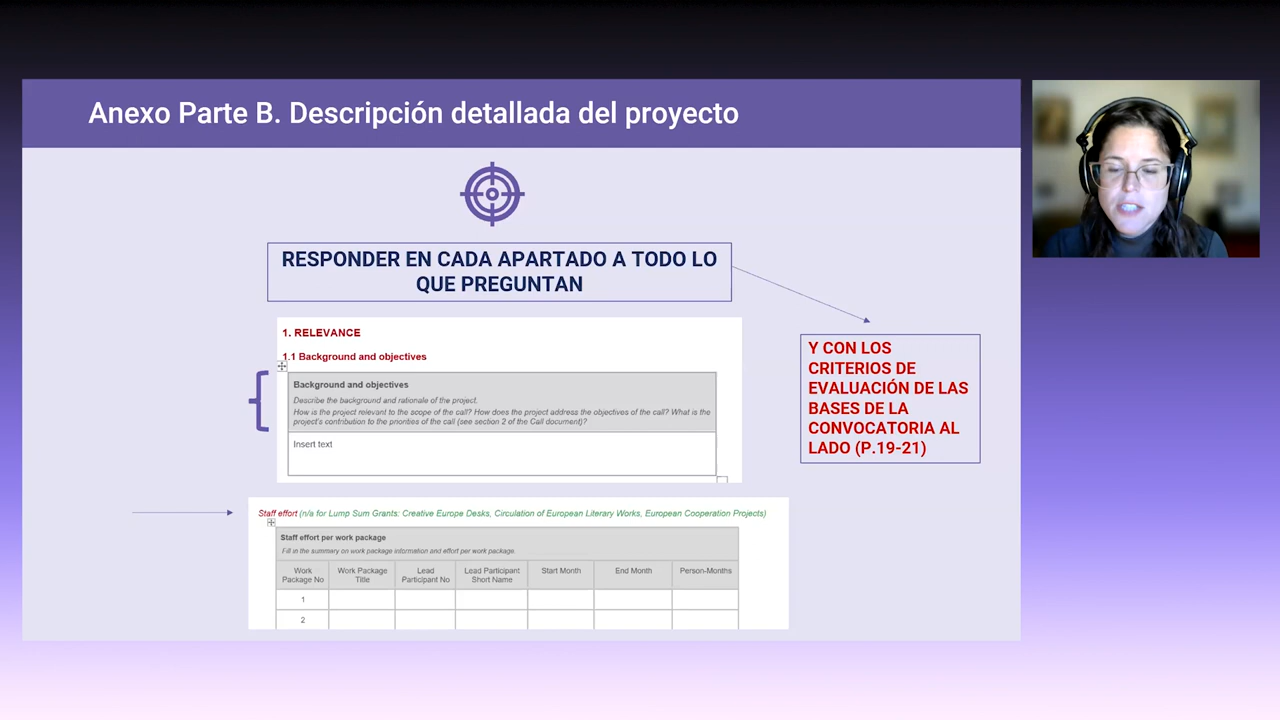 Anexo Parte B. Descripción detallada del proyecto
RESPONDER EN CADA APARTADO A TODO LO
QUE PREGUNTAN
Y CON LOS
CRITERIOS DE
EVALUACIÓN DE LAS
BASES DE LA
CONVOCATORIA AL
LADO (P.19-21)
1. RELEVANCE
1.1 Background and objectives
Background and objectives
Describe the background and rationale of the project.
How is the project relevant to the scope of the call? How does the project address the objectives of the call? What is the
project's contribution to the priorities of the call (see section 2 of the Call document)?
Insert text
Staff effort (n/a for Lump Sum Grants: Creative Europe Desks, Circulation of European Literary Works, European Cooperation Projects)
Staff effort per work package
Fill in the summary on work package information and effort per work package.
Work Package No Work Package Title Lead Participant No Lead Participant Short Name Start Month End Month Person-Months
1
2